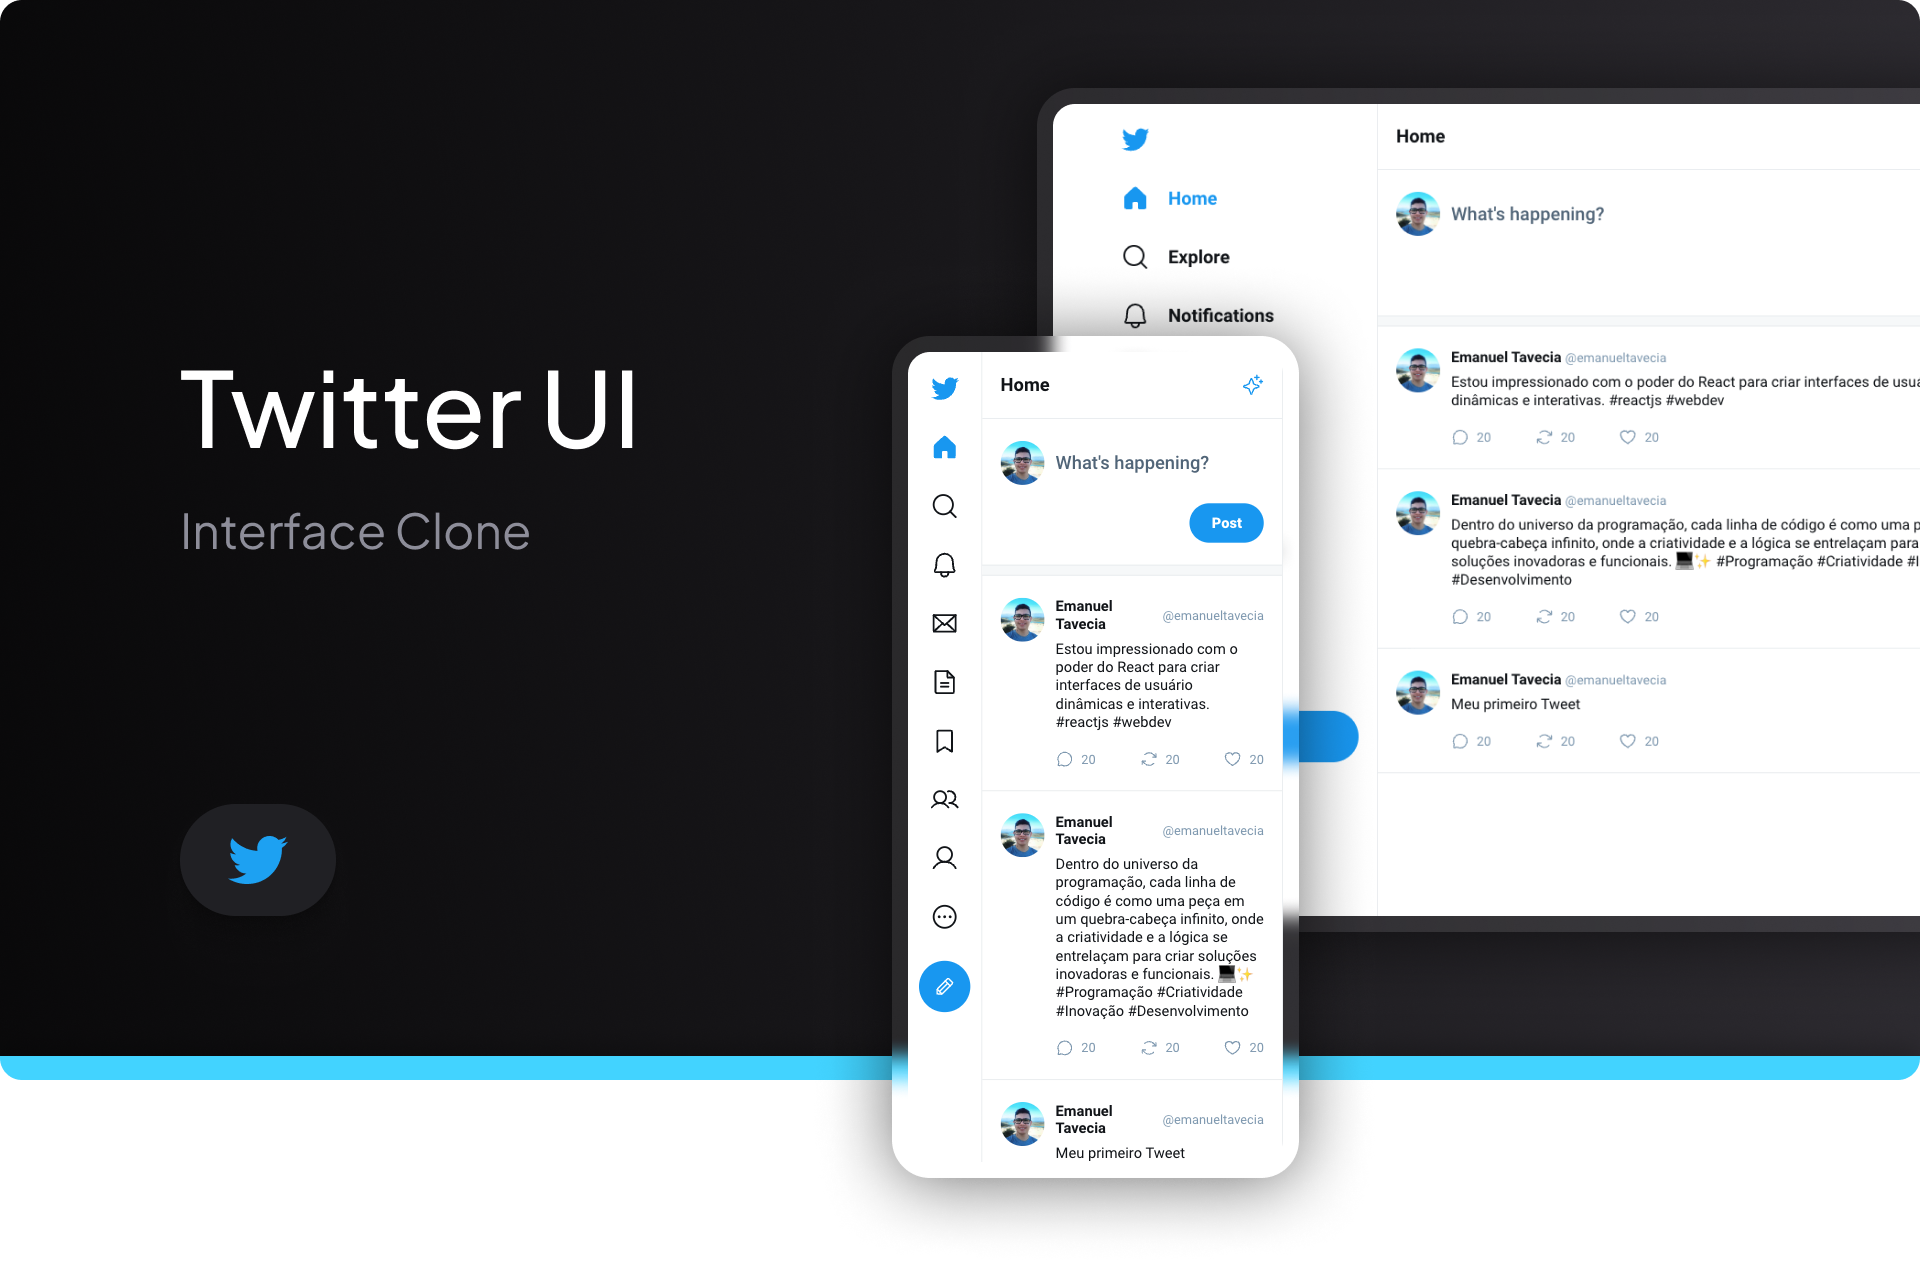 Twitter UI
Interface Clone
Home
Explore
Notifications
Home
What's happening?
Emanuel Tavecia @emanueltavecia
Estou impressionado com o poder do React para criar interfaces de
dinâmicas e interativas. #reactjs #webdev
20 20 20
Emanuel Tavecia @emanueltavecia
Dentro do universo da programação, cada linha de código é como uma
quebra-cabeça infinito, onde a criatividade e a lógica se entrelaçam para
soluções inovadoras e funcionais. 💻✨ #Programação #Criatividade
#Desenvolvimento
20 20 20
Emanuel Tavecia @emanueltavecia
Meu primeiro Tweet
20 20 20
Home
What's happening?
Post
Emanuel
Tavecia
@emanueltavecia
Estou impressionado com o
poder do React para criar
interfaces de usuário
dinâmicas e interativas.
#reactjs #webdev
20 20 20
Emanuel
Tavecia
@emanueltavecia
Dentro do universo da
programação, cada linha de
código é como uma peça em
um quebra-cabeça infinito, onde
a criatividade e a lógica se
entrelaçam para criar soluções
inovadoras e funcionais. 💻✨
#Programação #Criatividade
#Inovação #Desenvolvimento
20 20 20
Emanuel
Tavecia
@emanueltavecia
Meu primeiro Tweet